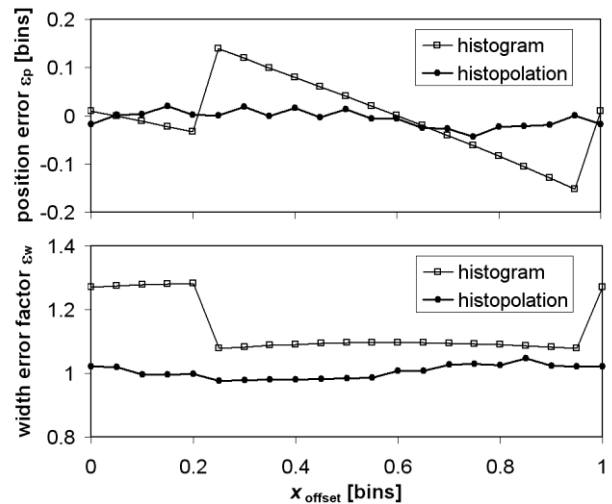 position error εp [bins]
0.2
0.1
0
-0.1
-0.2
histogram
histopolation
width error factor εw
1.4
1.2
1
0.8
histogram
histopolation
0
0.2
0.4
0.6
0.8
1
x offset [bins]